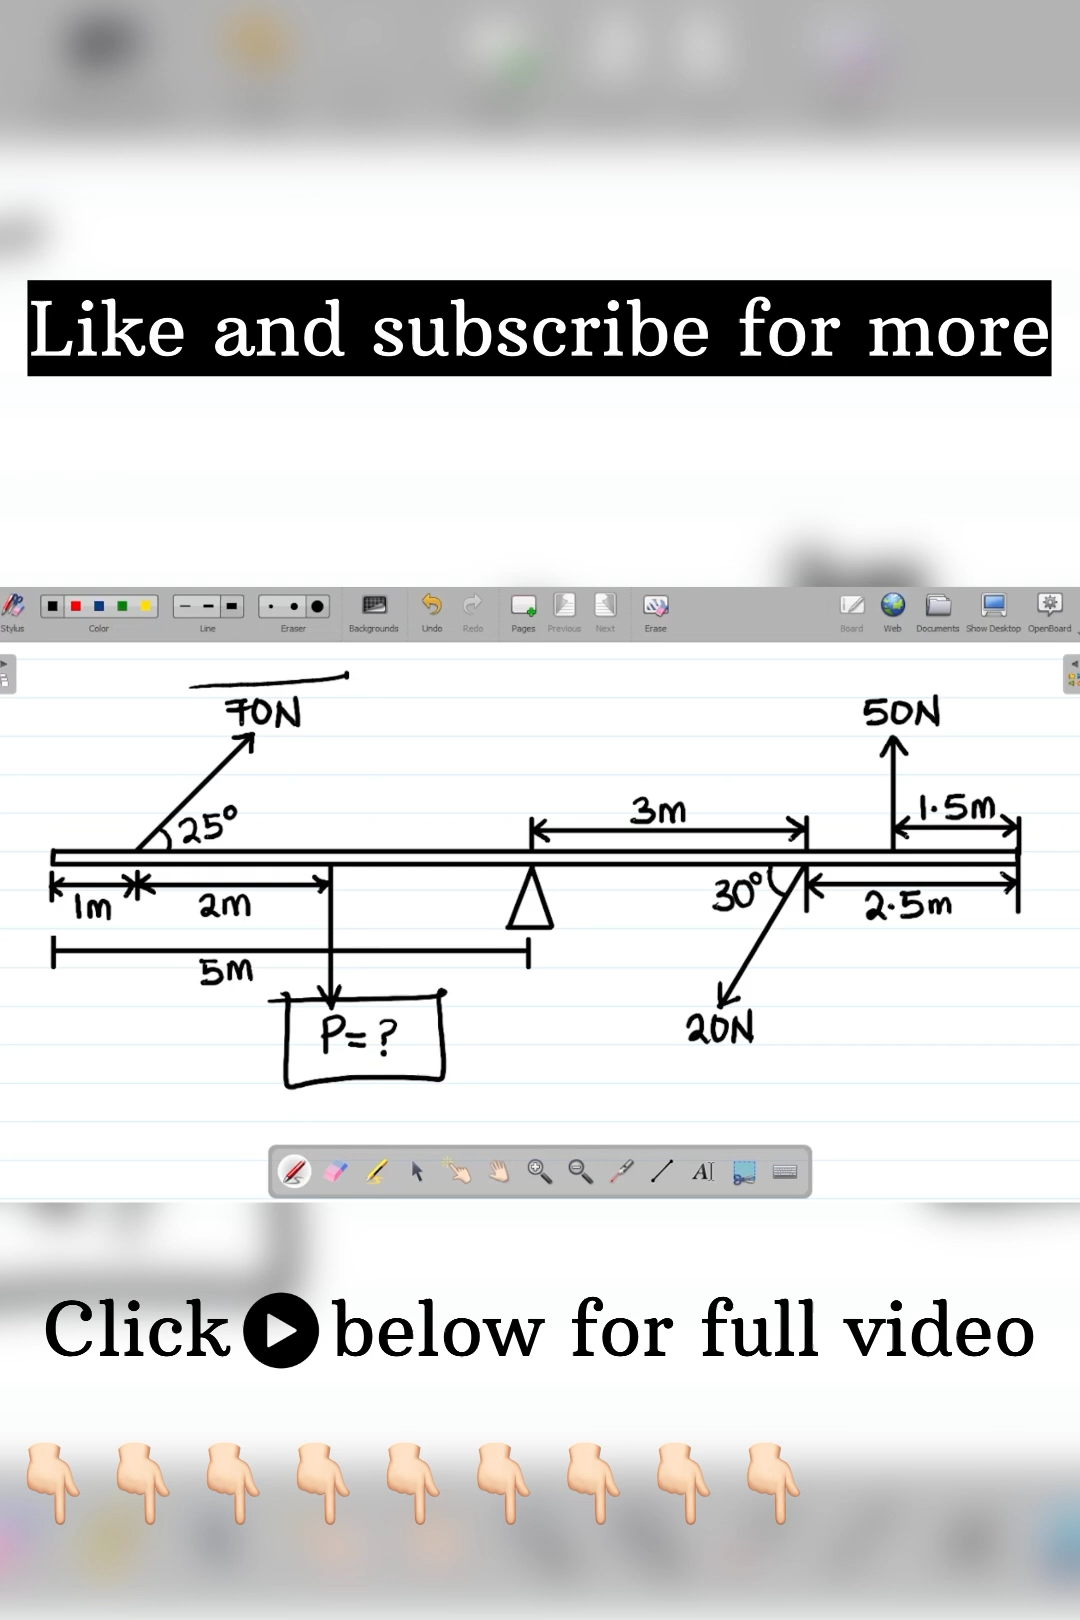 Like and subscribe for more
Stylus
Color
Line
Eraser
Backgrounds
Undo
Redo
Pages
Previous
Next
Erase
Board
Web
Documents
Show Desktop
OpenBoard
70N
50N
25°
3m
1.5m
1m
2m
30°
2.5m
5m
20N
P=?
AI
Click below for full video